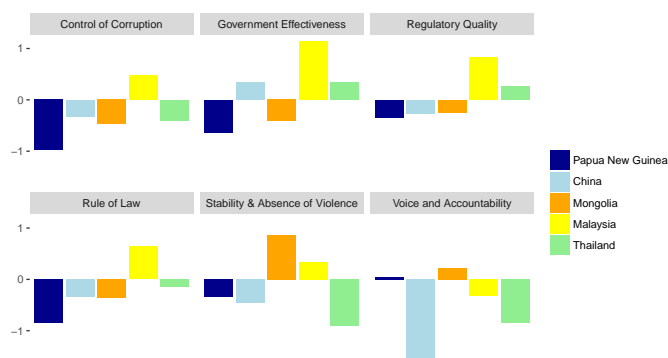 Control of Corruption Government Effectiveness Regulatory Quality
1
0
−1
Rule of Law Stability & Absence of Violence Voice and Accountability
1
0
−1
Papua New Guinea
China
Mongolia
Malaysia
Thailand